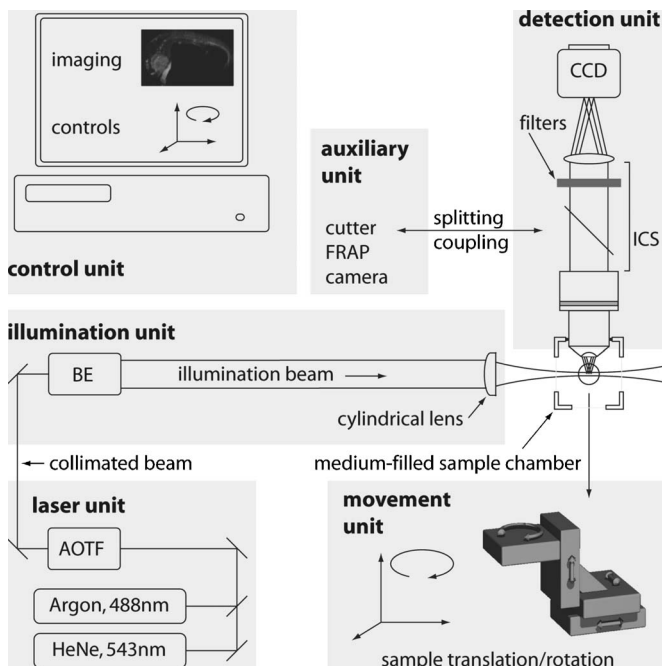 detection unit
imaging
CCD
controls
filters
auxiliary
unit
cutter
FRAP
camera
splitting
coupling
ICS
control unit
illumination unit
BE
illumination beam
cylindrical lens
collimated beam
medium-filled sample chamber
laser unit
movement
unit
AOTF
Argon, 488nm
HeNe, 543nm
sample translation/rotation